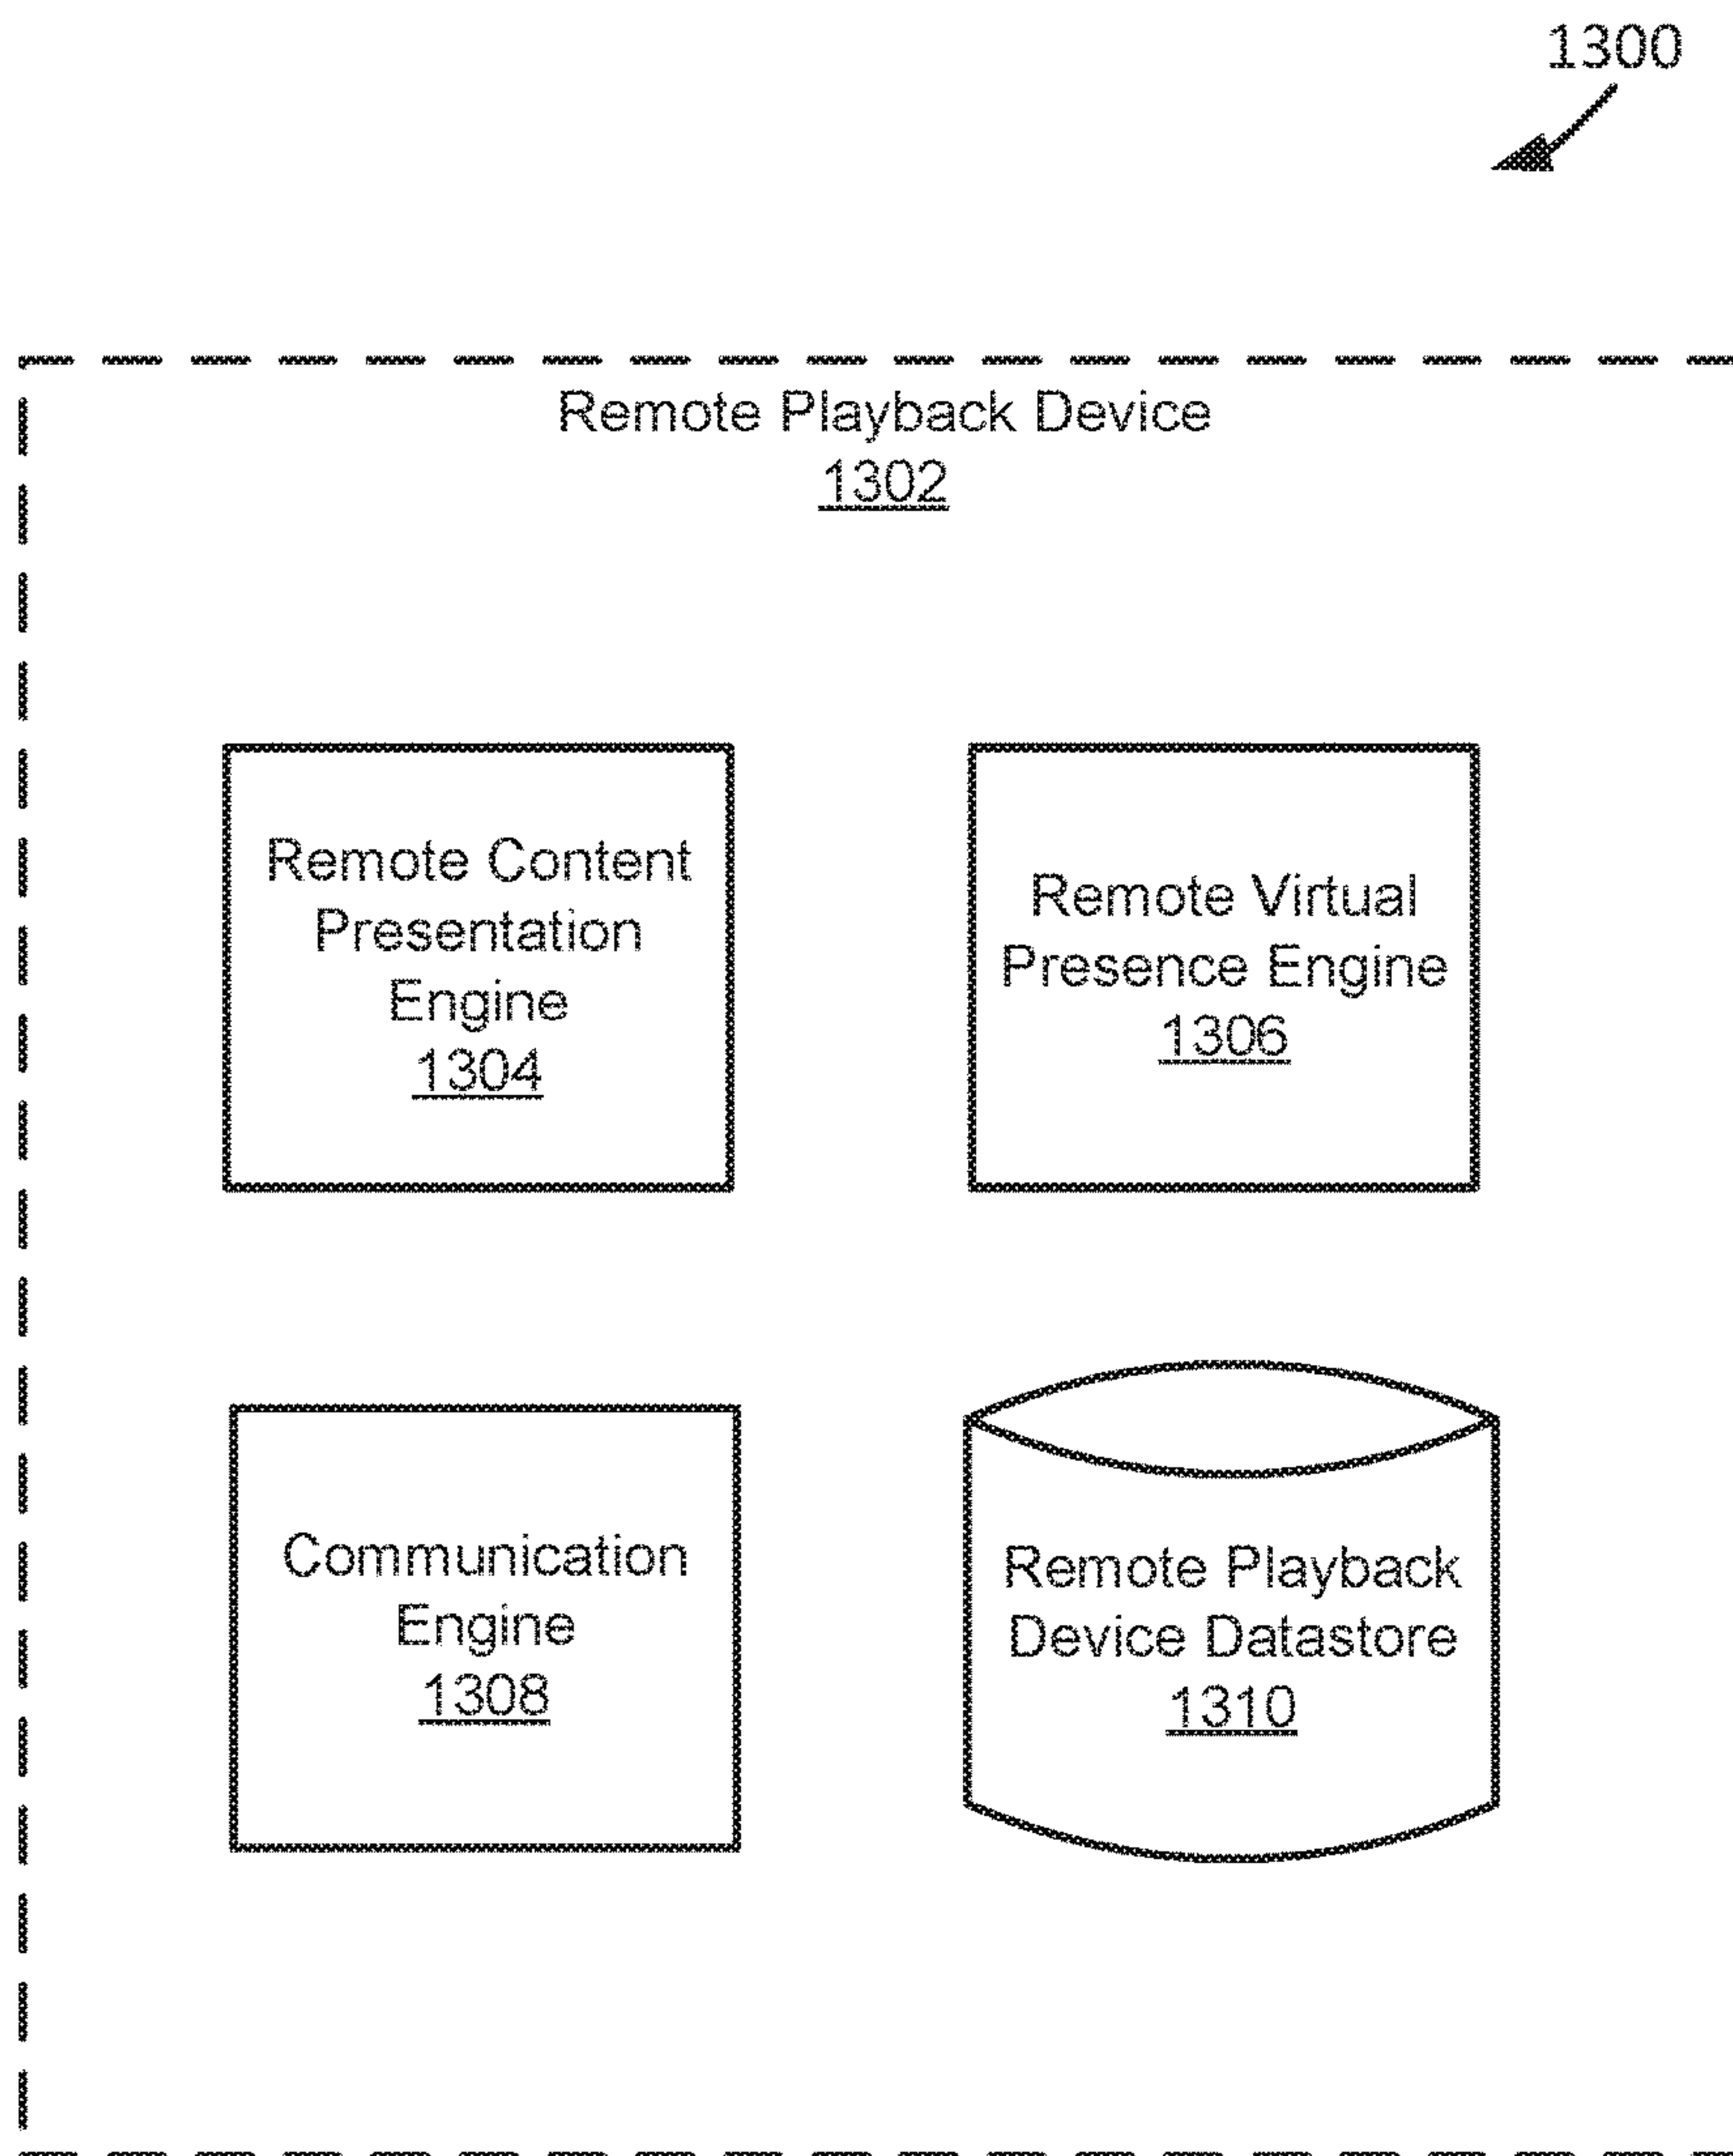 1300
Remote Playback Device
1302
Remote Content
Presentation
Engine
1304
Remote Virtual
Presence Engine
1306
Communication
Engine
1308
Remote Playback
Device Datastore
1310